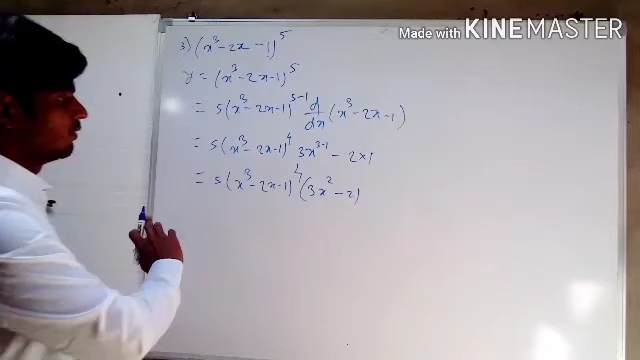 Made with KINEMASTER
3) (x³ - 2x - 1)⁵
y = (x³ - 2x - 1)⁵
= 5(x³ - 2x - 1)⁵⁻¹ d/dx (x³ - 2x - 1)
= 5(x³ - 2x - 1)⁴ 3x³⁻¹ - 2×1
= 5(x³ - 2x - 1)⁴ (3x² - 2)